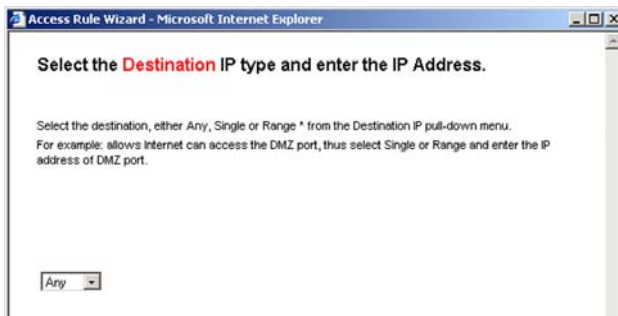 Access Rule Wizard - Microsoft Internet Explorer
Select the Destination IP type and enter the IP Address.
Select the destination, either Any, Single or Range * from the Destination IP pull-down menu.
For example: allows Internet can access the DMZ port, thus select Single or Range and enter the IP
address of DMZ port.
Any